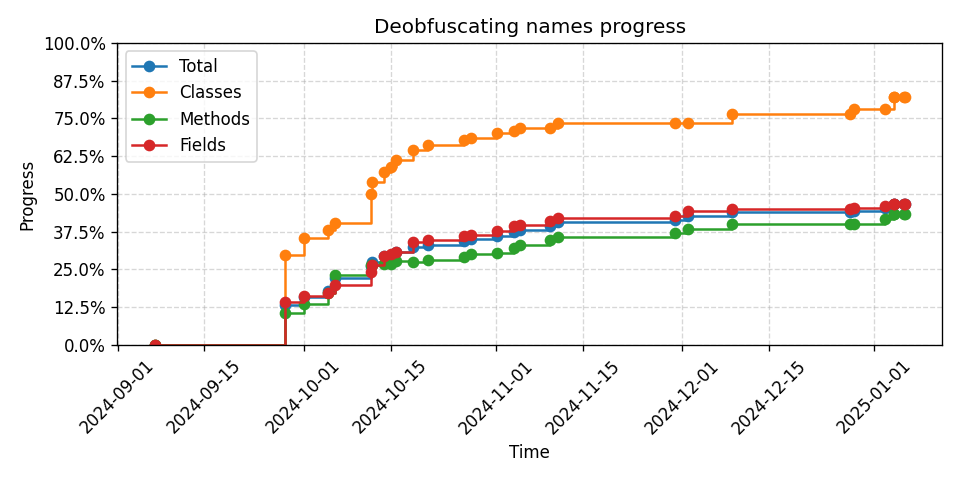 Deobfuscating names progress
100.0%
87.5%
75.0%
62.5%
50.0%
37.5%
25.0%
12.5%
0.0%
Progress
Total
Classes
Methods
Fields
2024-09-01
2024-09-15
2024-10-01
2024-10-15
2024-11-01
2024-11-15
2024-12-01
2024-12-15
2025-01-01
Time